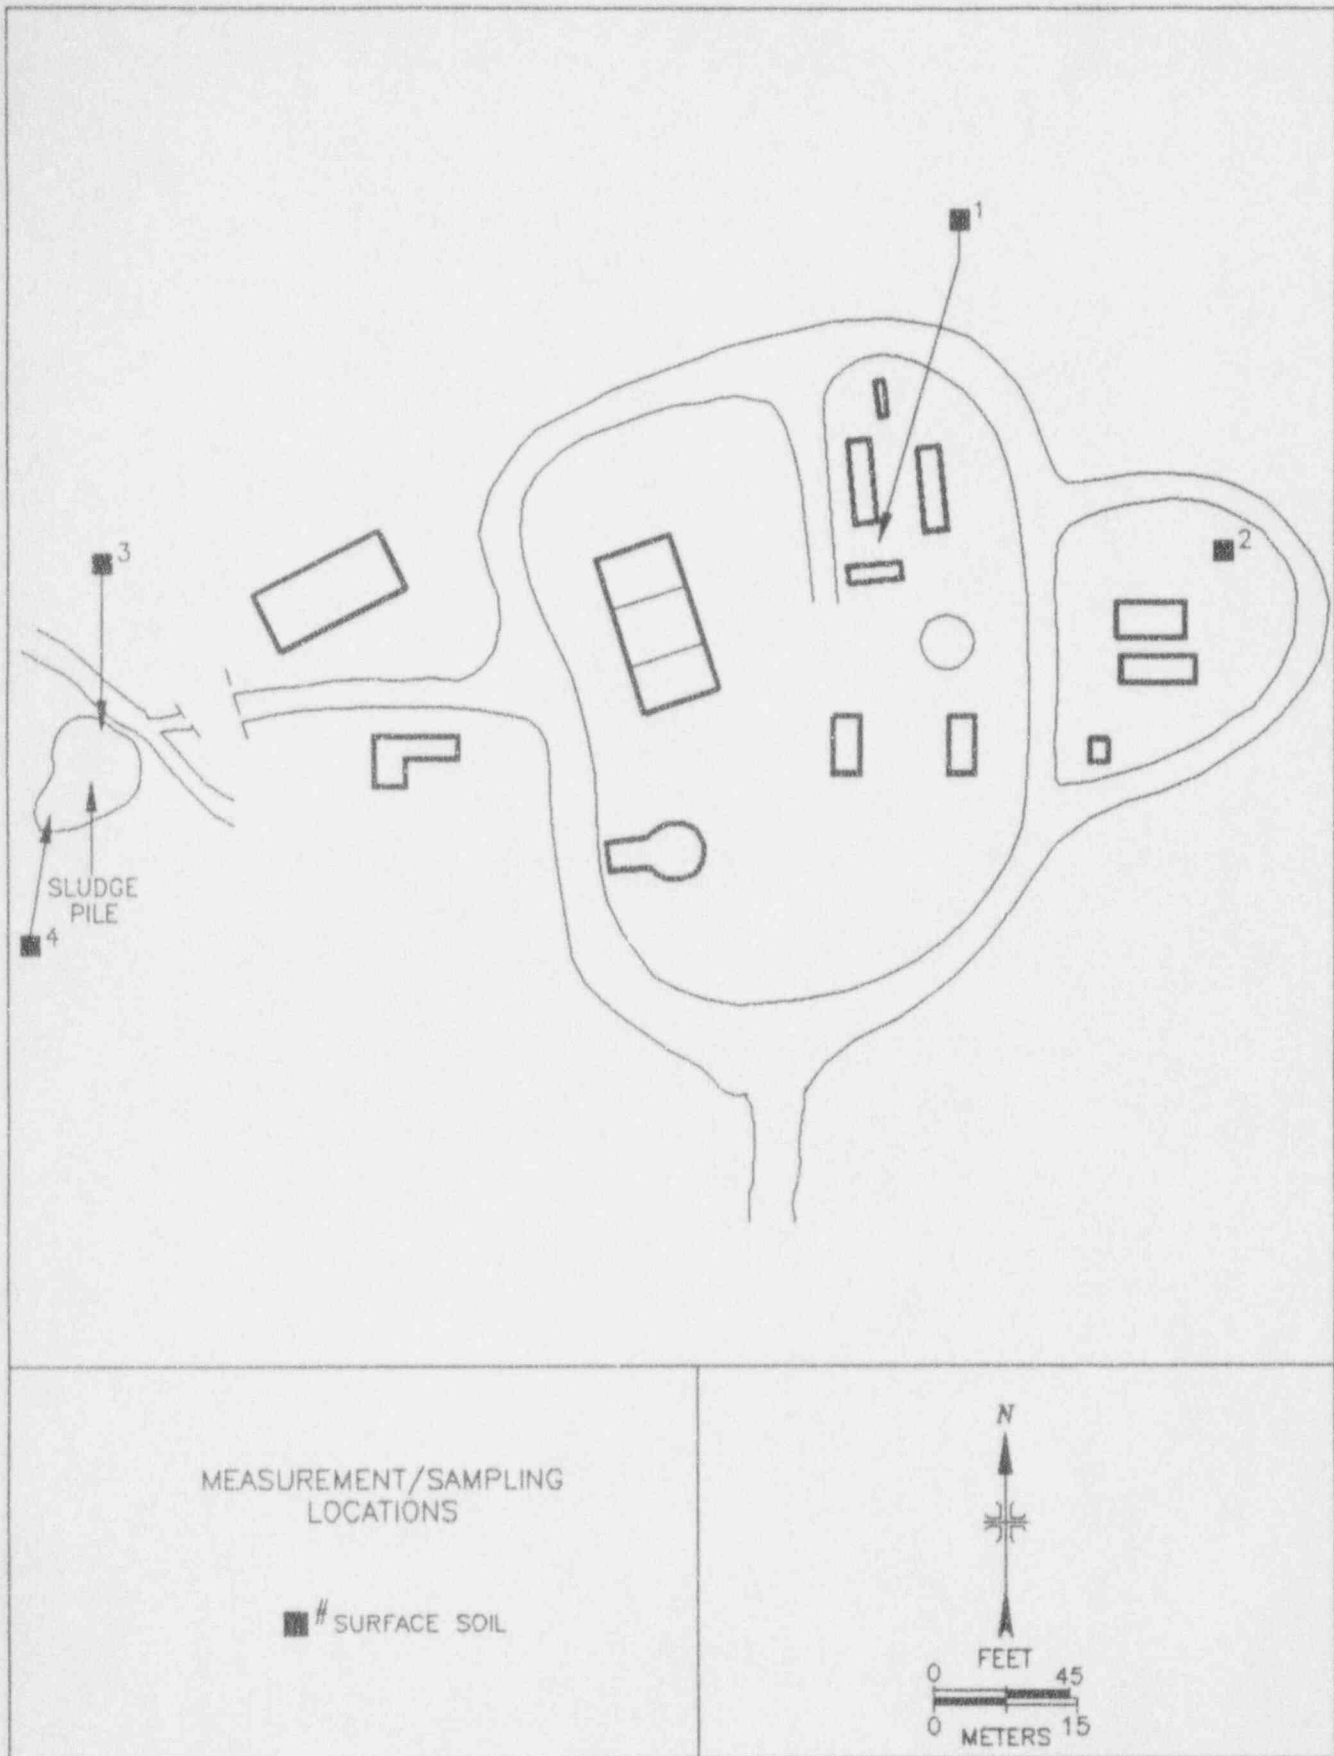 1
2
3
SLUDGE
PILE
4
MEASUREMENT/SAMPLING
LOCATIONS
# SURFACE SOIL
N
FEET
0 45
0 15
METERS